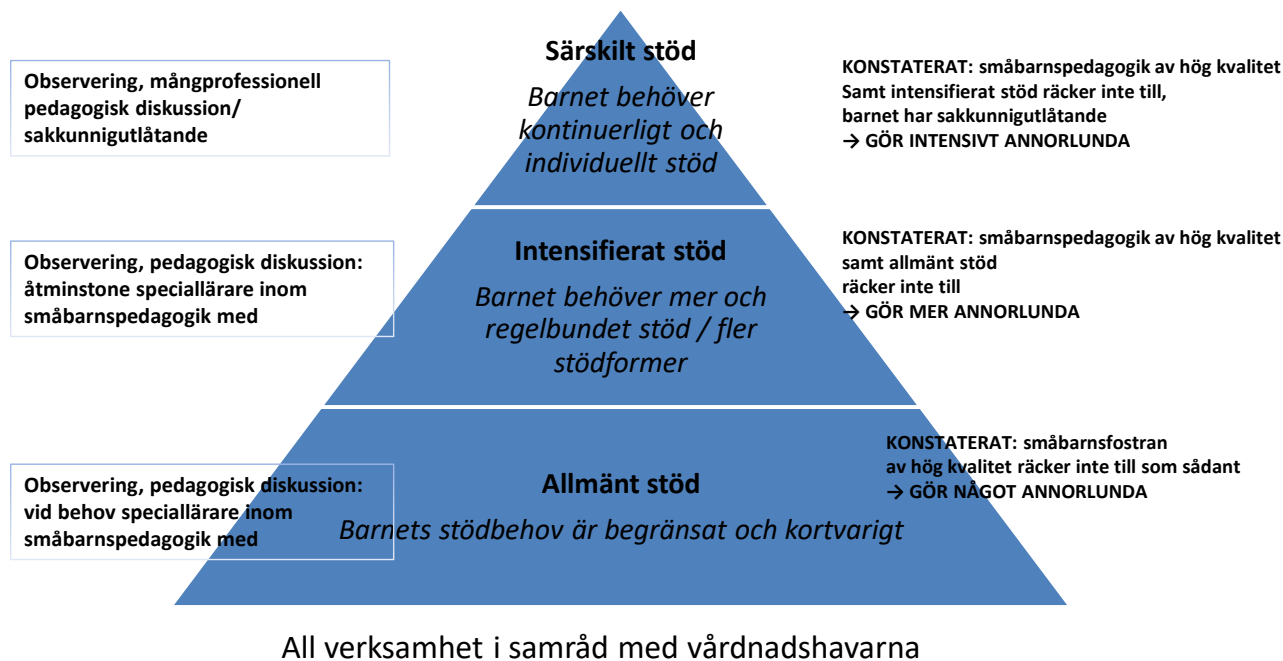 Särskilt stöd
Barnet behöver
kontinuerligt och
individuellt stöd
Observering, mångprofessionell
pedagogisk diskussion/
sakkunnigutlåtande
KONSTATERAT: småbarnspedagogik av hög kvalitet
Samt intensifierat stöd räcker inte till,
barnet har sakkunnigutlåtande
→ GÖR INTENSIVT ANNORLUNDA
Intensifierat stöd
Barnet behöver mer och
regelbundet stöd / fler
stödformer
Observering, pedagogisk diskussion:
åtminstone speciallärare inom
småbarnspedagogik med
KONSTATERAT: småbarnspedagogik av hög kvalitet
samt allmänt stöd
räcker inte till
→ GÖR MER ANNORLUNDA
Allmänt stöd
Barnets stödbehov är begränsat och kortvarigt
Observering, pedagogisk diskussion:
vid behov speciallärare inom
småbarnspedagogik med
KONSTATERAT: småbarnsfostran
av hög kvalitet räcker inte till som sådant
→ GÖR NÅGOT ANNORLUNDA
All verksamhet i samråd med vårdnadshavarna